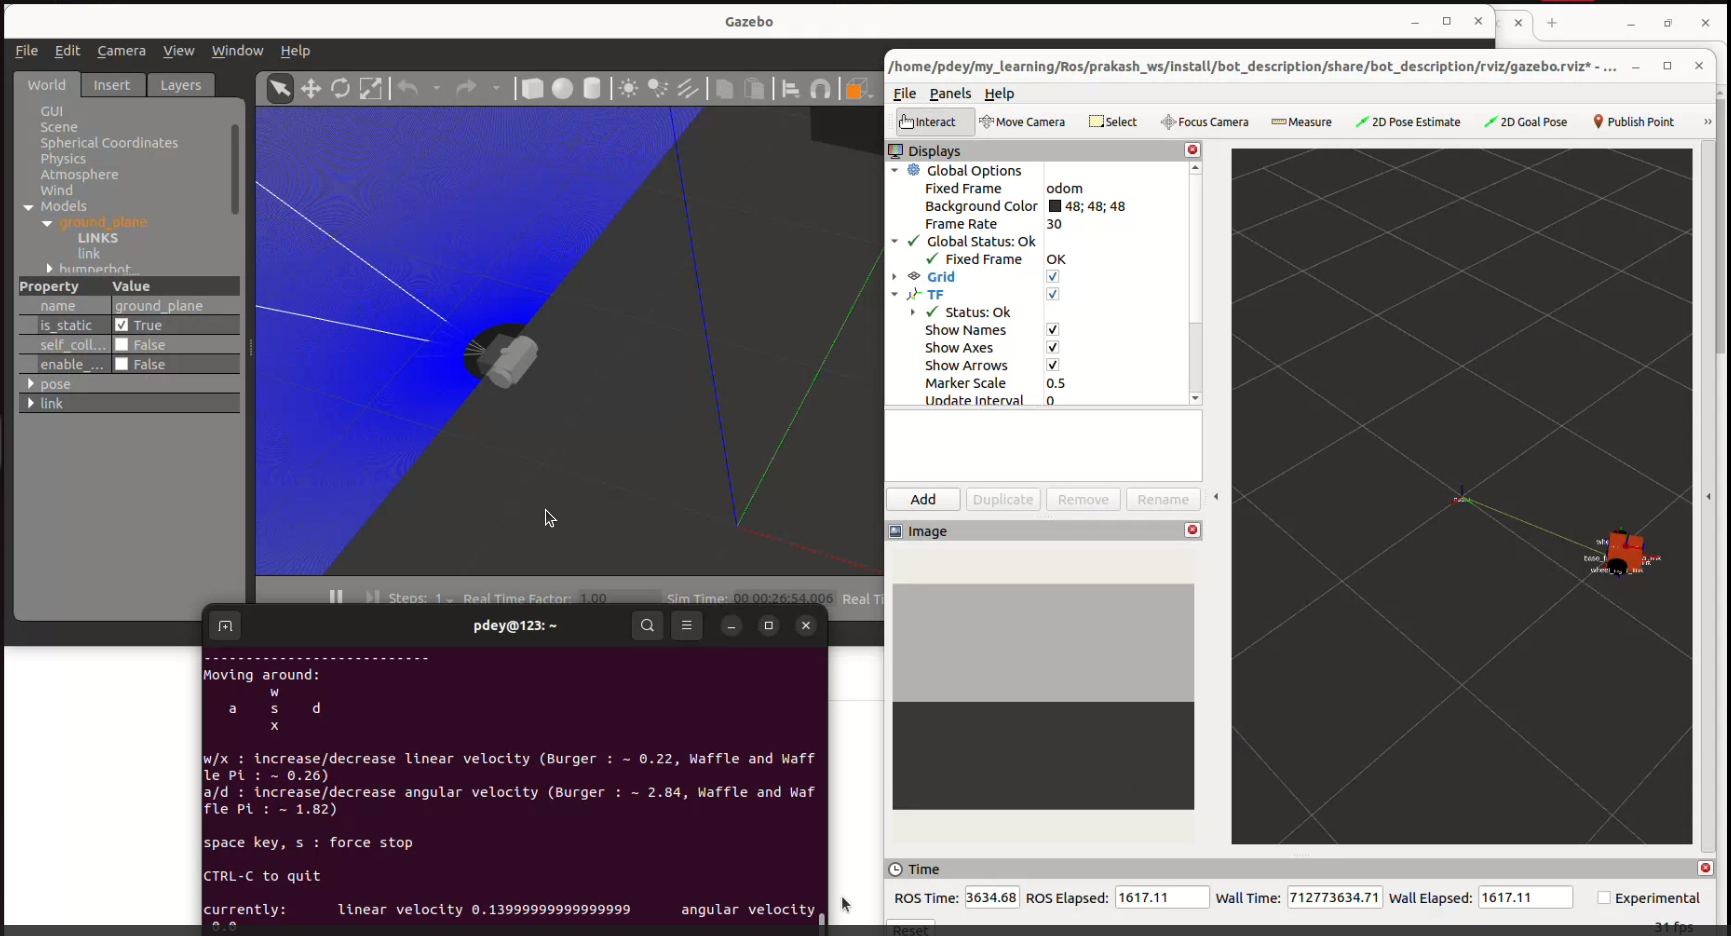 Gazebo
File Edit Camera View Window Help
World Insert Layers
GUI
Scene
Spherical Coordinates
Physics
Atmosphere
Wind
Models
ground_plane
LINKS
link
bumperbot...
Property Value
name ground_plane
is_static True
self_coll... False
enable_... False
pose
link
Steps: 1 Real Time Factor: 1.00 Sim Time: 00 00:26:54.006 Real Ti
pdey@123: ~
---------------------------
Moving around:
w
a s d
x
w/x : increase/decrease linear velocity (Burger : ~ 0.22, Waffle and Waff
le Pi : ~ 0.26)
a/d : increase/decrease angular velocity (Burger : ~ 2.84, Waffle and Waf
fle Pi : ~ 1.82)
space key, s : force stop
CTRL-C to quit
currently: linear velocity 0.13999999999999999 angular velocity
0.0
/home/pdey/my_learning/Ros/prakash_ws/install/bot_description/share/bot_description/rviz/gazebo.rviz* - ...
File Panels Help
Interact Move Camera Select Focus Camera Measure 2D Pose Estimate 2D Goal Pose Publish Point »
Displays
Global Options
Fixed Frame odom
Background Color 48; 48; 48
Frame Rate 30
Global Status: Ok
Fixed Frame OK
Grid
TF
Status: Ok
Show Names
Show Axes
Show Arrows
Marker Scale 0.5
Update Interval 0
Add Duplicate Remove Rename
Image
Time
ROS Time: 3634.68 ROS Elapsed: 1617.11 Wall Time: 712773634.71 Wall Elapsed: 1617.11 Experimental
Reset 31 fps